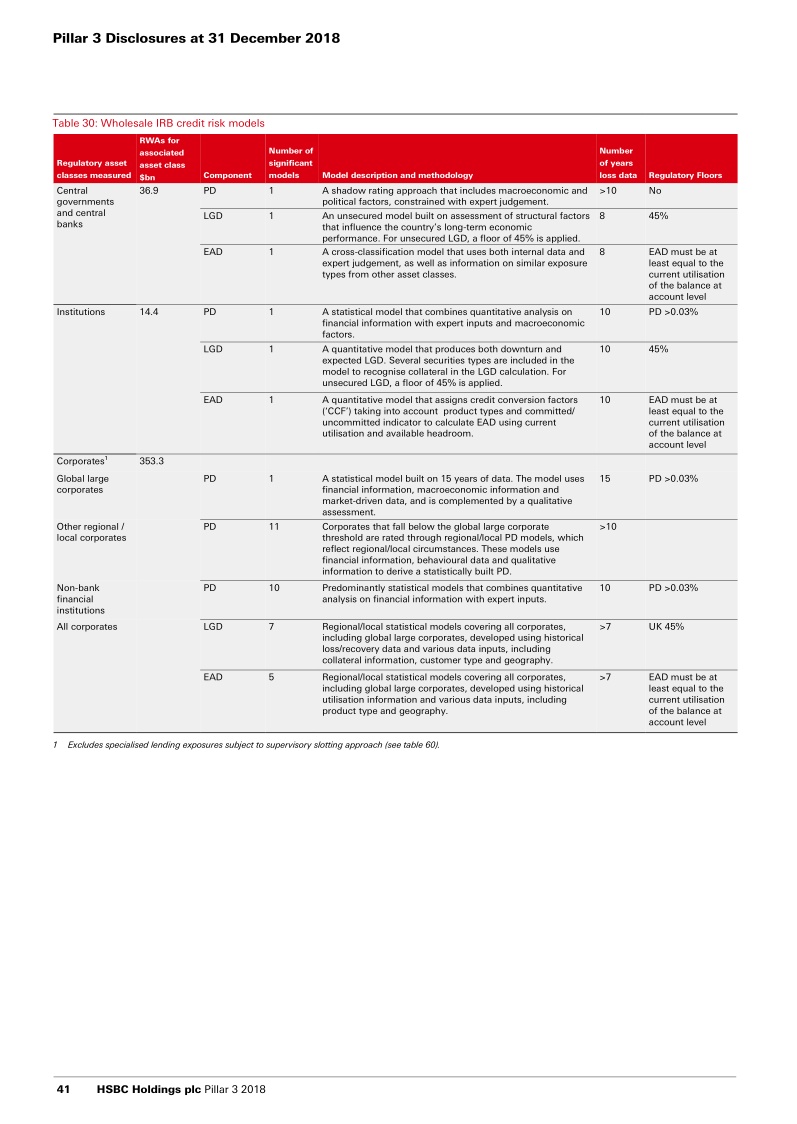 Pillar 3 Disclosures at 31 December 2018
Table 30: Wholesale IRB credit risk models
Regulatory asset
classes measured
RWAs for
associated
asset class
$bn
Component
Number of
significant
models
Model description and methodology
Number
of years
loss data
Regulatory Floors
Central
governments
and central
banks
36.9
PD
1
A shadow rating approach that includes macroeconomic and
political factors, constrained with expert judgement.
>10
No
LGD
1
An unsecured model built on assessment of structural factors
that influence the country's long-term economic
performance. For unsecured LGD, a floor of 45% is applied.
8
45%
EAD
1
A cross-classification model that uses both internal data and
expert judgement, as well as information on similar exposure
types from other asset classes.
8
EAD must be at
least equal to the
current utilisation
of the balance at
account level
Institutions
14.4
PD
1
A statistical model that combines quantitative analysis on
financial information with expert inputs and macroeconomic
factors.
10
PD >0.03%
LGD
1
A quantitative model that produces both downturn and
expected LGD. Several securities types are included in the
model to recognise collateral in the LGD calculation. For
unsecured LGD, a floor of 45% is applied.
10
45%
EAD
1
A quantitative model that assigns credit conversion factors
('CCF') taking into account product types and committed/
uncommitted indicator to calculate EAD using current
utilisation and available headroom.
10
EAD must be at
least equal to the
current utilisation
of the balance at
account level
Corporates1
353.3
Global large
corporates
PD
1
A statistical model built on 15 years of data. The model uses
financial information, macroeconomic information and
market-driven data, and is complemented by a qualitative
assessment.
15
PD >0.03%
Other regional /
local corporates
PD
11
Corporates that fall below the global large corporate
threshold are rated through regional/local PD models, which
reflect regional/local circumstances. These models use
financial information, behavioural data and qualitative
information to derive a statistically built PD.
>10
Non-bank
financial
institutions
PD
10
Predominantly statistical models that combines quantitative
analysis on financial information with expert inputs.
10
PD >0.03%
All corporates
LGD
7
Regional/local statistical models covering all corporates,
including global large corporates, developed using historical
loss/recovery data and various data inputs, including
collateral information, customer type and geography.
>7
UK 45%
EAD
5
Regional/local statistical models covering all corporates,
including global large corporates, developed using historical
utilisation information and various data inputs, including
product type and geography.
>7
EAD must be at
least equal to the
current utilisation
of the balance at
account level
1 Excludes specialised lending exposures subject to supervisory slotting approach (see table 60).
41 HSBC Holdings plc Pillar 3 2018